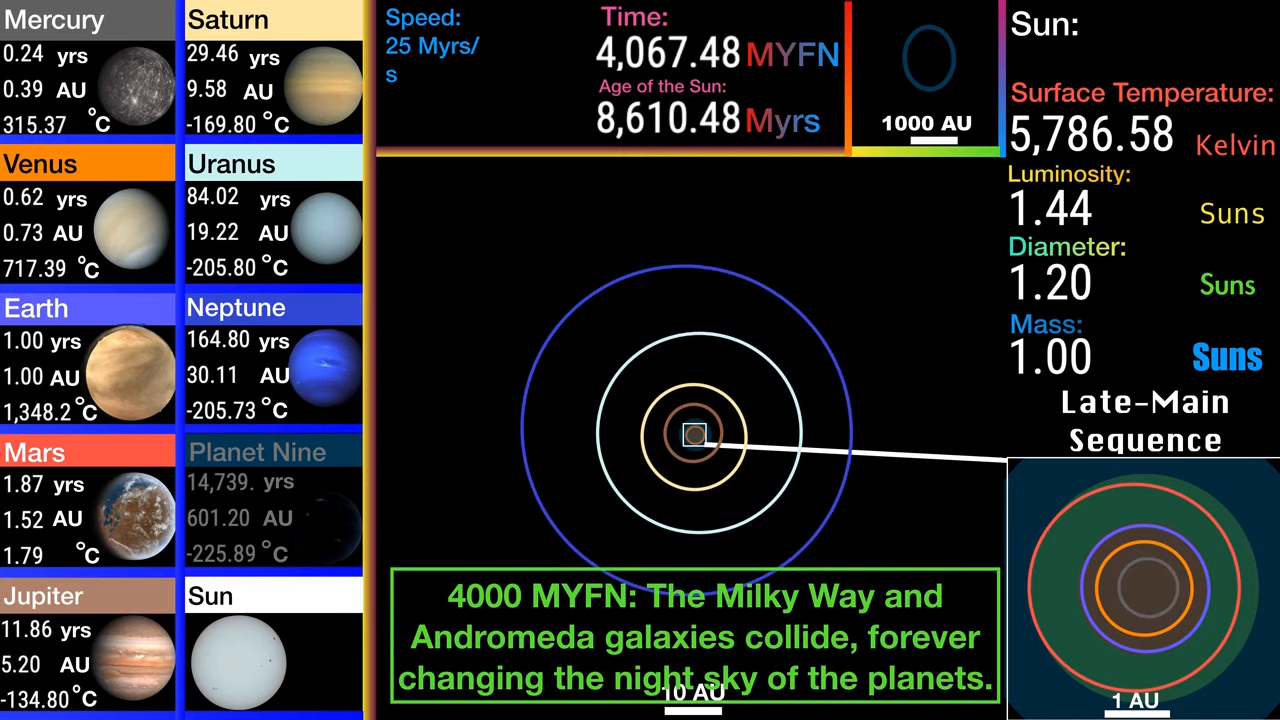 Mercury
0.24 yrs
0.39 AU
315.37 °C
Venus
0.62 yrs
0.73 AU
717.39 °C
Earth
1.00 yrs
1.00 AU
1,348.2 °C
Mars
1.87 yrs
1.52 AU
1.79 °C
Jupiter
11.86 yrs
5.20 AU
-134.80 °C
Saturn
29.46 yrs
9.58 AU
-169.80 °C
Uranus
84.02 yrs
19.22 AU
-205.80 °C
Neptune
164.80 yrs
30.11 AU
-205.73 °C
Planet Nine
14,739. yrs
601.20 AU
-225.89 °C
Sun
Speed:
25 Myrs/
s
Time:
4,067.48 MYFN
Age of the Sun:
8,610.48 Myrs
1000 AU
4000 MYFN: The Milky Way and
Andromeda galaxies collide, forever
changing the night sky of the planets.
10 AU
Sun:
Surface Temperature:
5,786.58 Kelvin
Luminosity:
1.44 Suns
Diameter:
1.20 Suns
Mass:
1.00 Suns
Late-Main
Sequence
1 AU